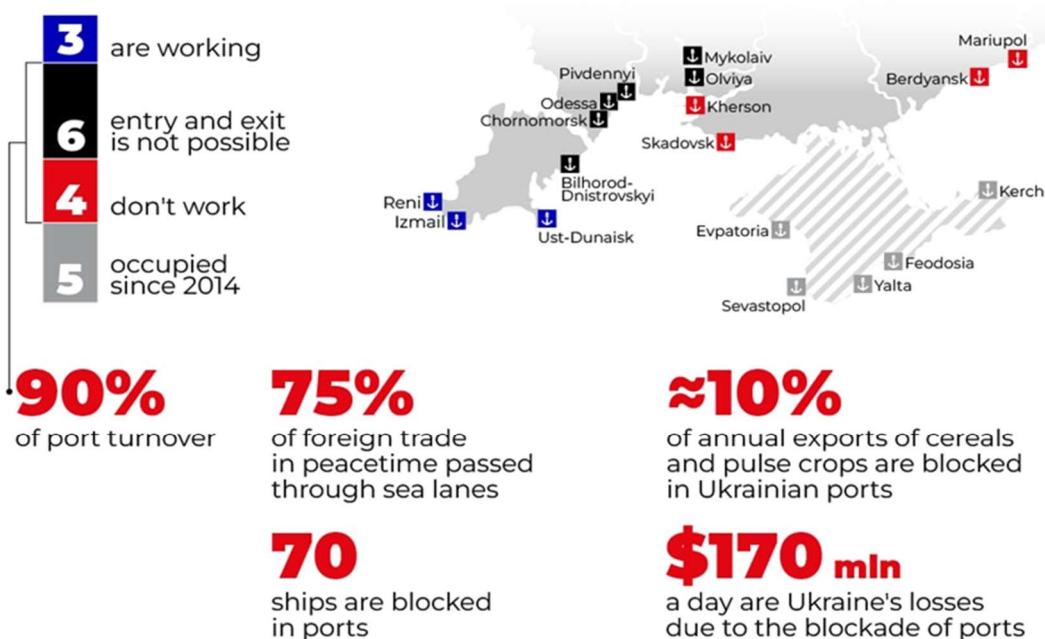 3 are working
6 entry and exit
is not possible
4 don't work
5 occupied
since 2014
Mariupol
Mykolaiv
Berdyansk
Pivdennyi
Olviya
Odessa
Kherson
Chornomorsk
Skadovsk
Bilhorod-
Dnistrovskyi
Reni
Kerch
Izmail
Ust-Dunaisk
Evpatoria
Feodosia
Yalta
Sevastopol
90%
of port turnover
75%
of foreign trade
in peacetime passed
through sea lanes
≈10%
of annual exports of cereals
and pulse crops are blocked
in Ukrainian ports
70
ships are blocked
in ports
$170 mln
a day are Ukraine's losses
due to the blockade of ports